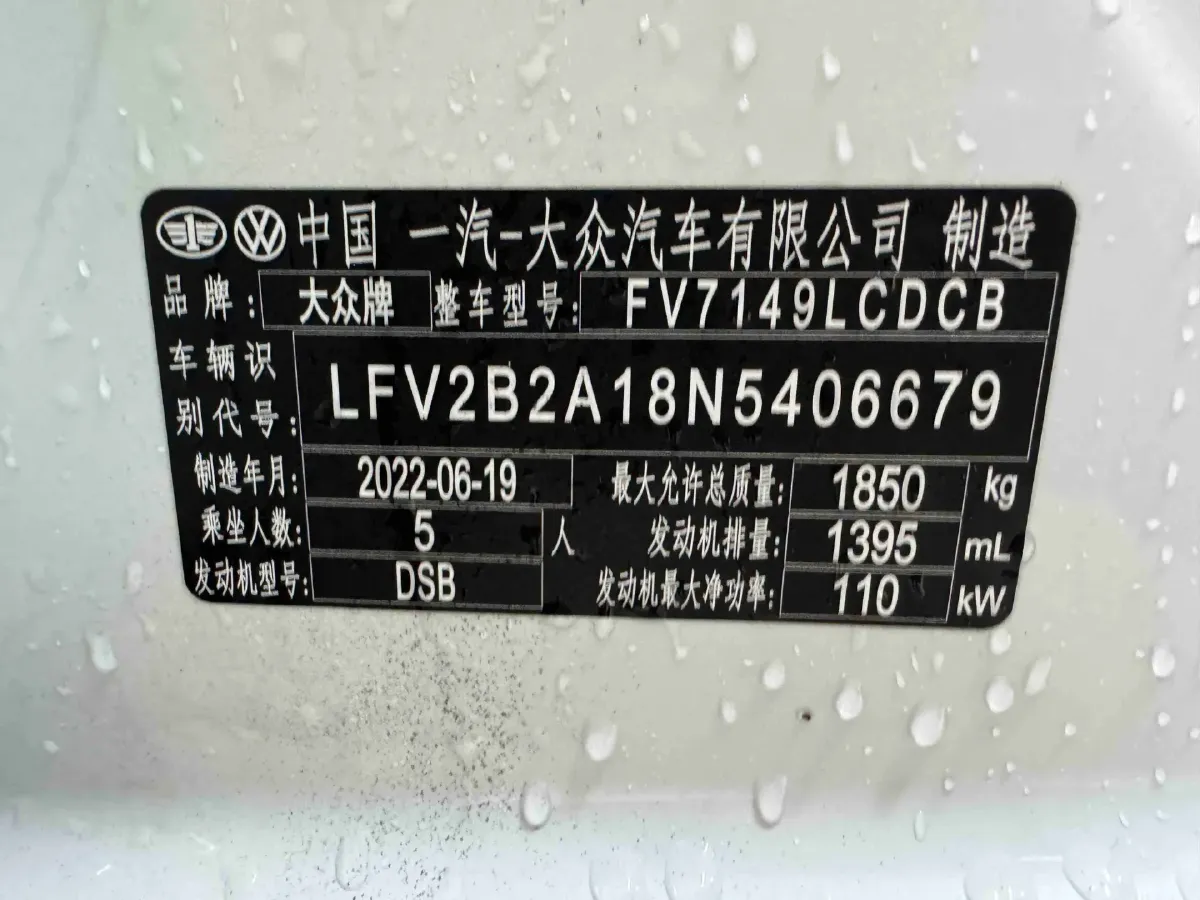 中国 一汽-大众汽车有限公司 制造
品牌: 大众牌 整车型号: FV7149LCDCB
车辆识
别代号: LFV2B2A18N5406679
制造年月: 2022-06-19 最大允许总质量: 1850 kg
乘坐人数: 5 人 发动机排量: 1395 mL
发动机型号: DSB 发动机最大净功率: 110 kW